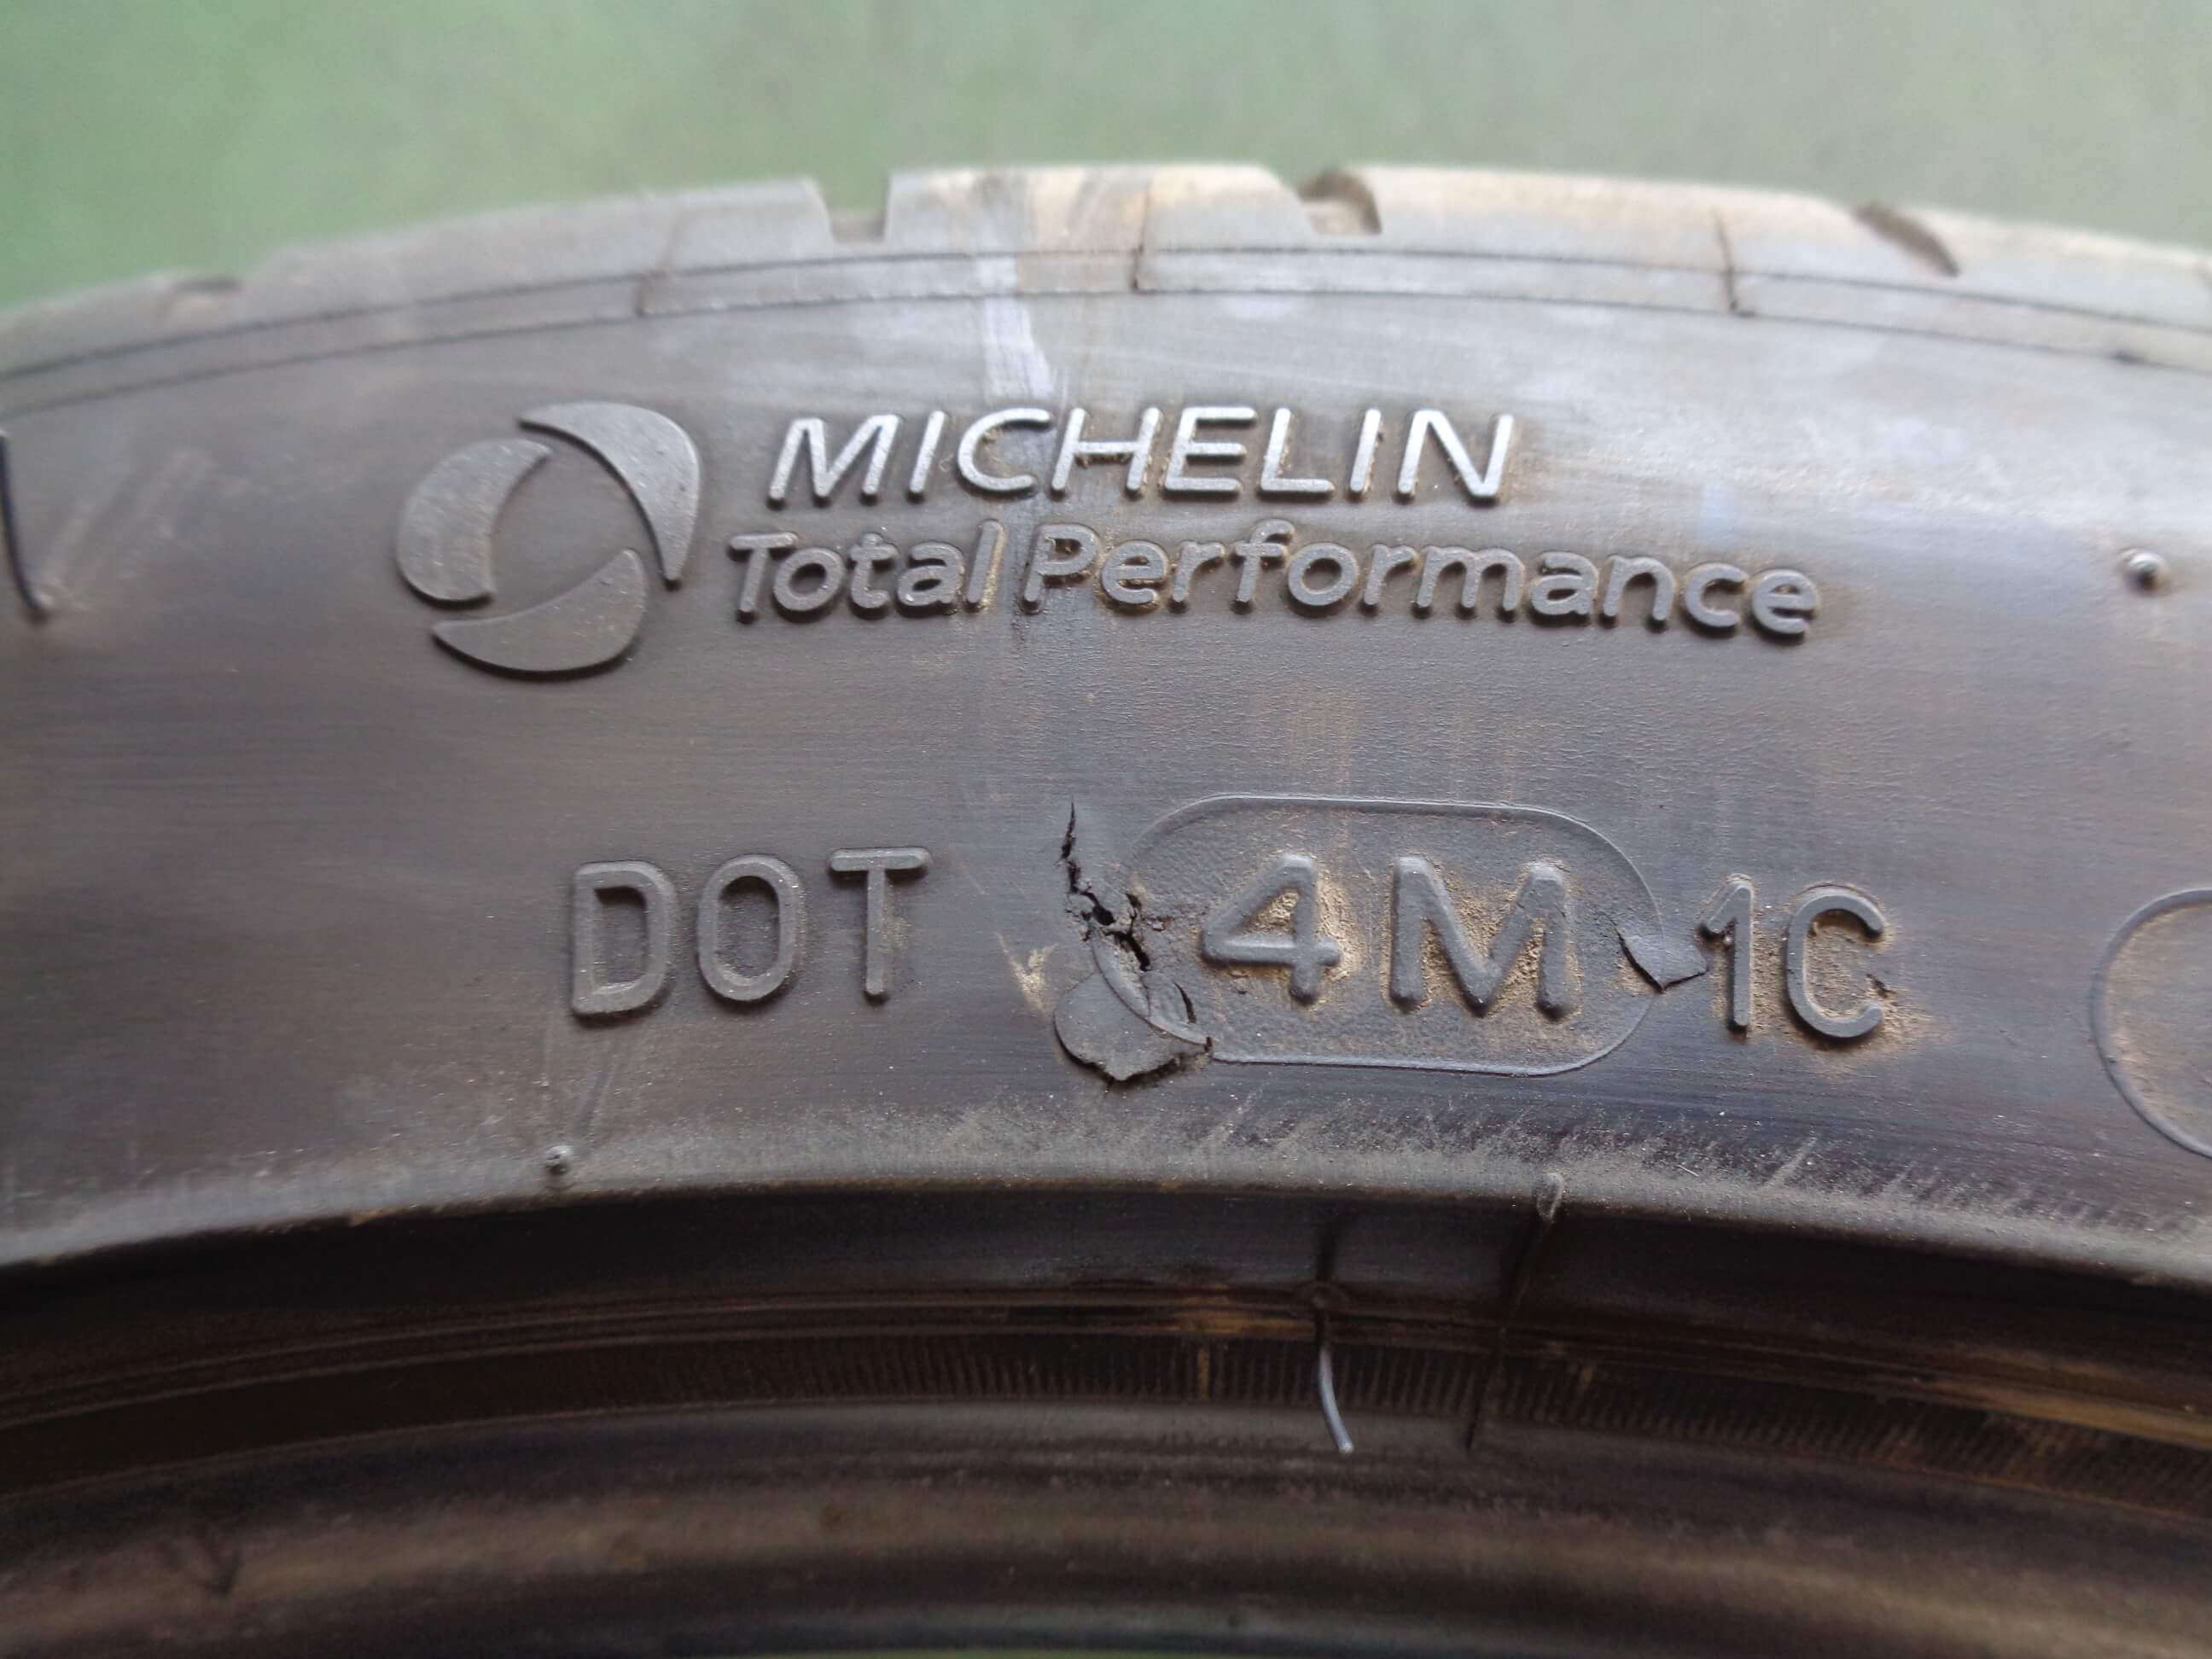 MICHELIN
Total Performance
DOT 4M 1C